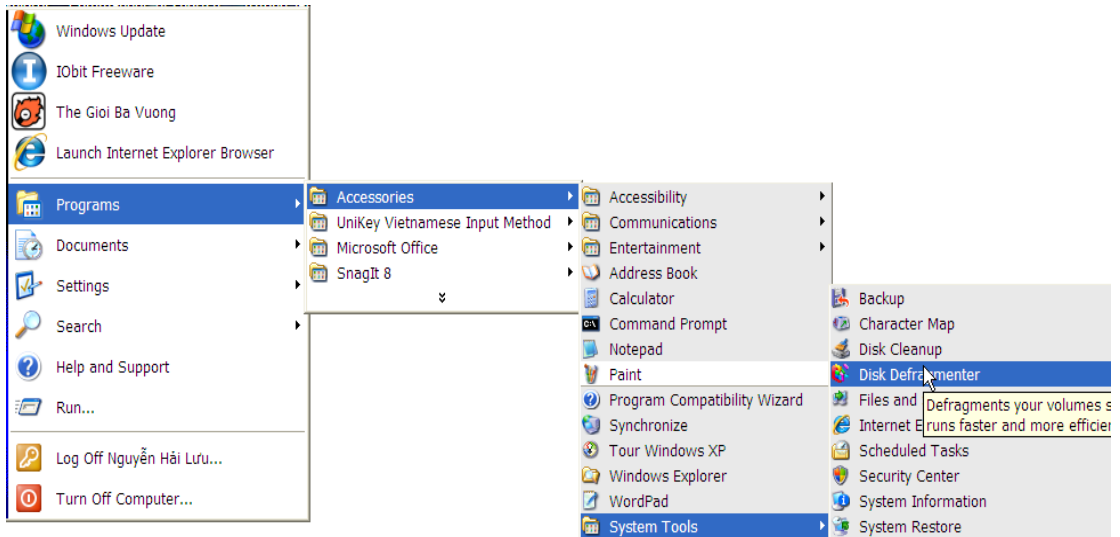 Windows Update
IObit Freeware
The Gioi Ba Vuong
Launch Internet Explorer Browser
Programs
Documents
Settings
Search
Help and Support
Run...
Log Off Nguyễn Hải Lưu...
Turn Off Computer...
Accessories
UniKey Vietnamese Input Method
Microsoft Office
SnagIt 8
Accessibility
Communications
Entertainment
Address Book
Calculator
Command Prompt
Notepad
Paint
Program Compatibility Wizard
Synchronize
Tour Windows XP
Windows Explorer
WordPad
System Tools
Backup
Character Map
Disk Cleanup
Disk Defragmenter
Files and
Internet E
Defragments your volumes s
runs faster and more efficien
Scheduled Tasks
Security Center
System Information
System Restore